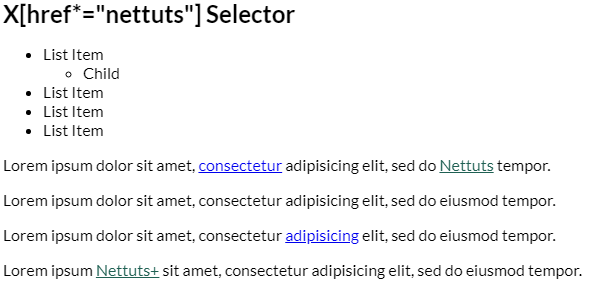 X[href*="nettuts"] Selector
List Item
Child
List Item
List Item
List Item
Lorem ipsum dolor sit amet, consectetur adipisicing elit, sed do Nettuts tempor.
Lorem ipsum dolor sit amet, consectetur adipisicing elit, sed do eiusmod tempor.
Lorem ipsum dolor sit amet, consectetur adipisicing elit, sed do eiusmod tempor.
Lorem ipsum Nettuts+ sit amet, consectetur adipisicing elit, sed do eiusmod tempor.